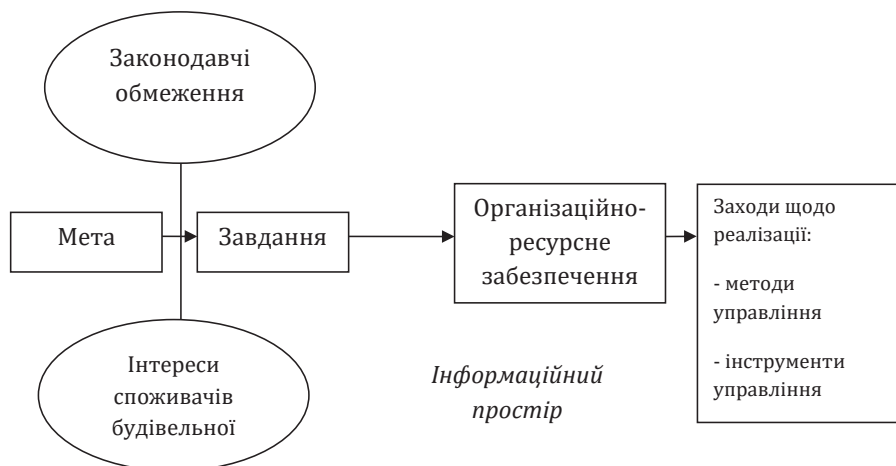 Законодавчі
обмеження
Мета
Завдання
Організаційно-
ресурсне
забезпечення
Заходи щодо
реалізації:
- методи
управління
- інструменти
управління
Інтереси
споживачів
будівельної
Інформаційний
простір